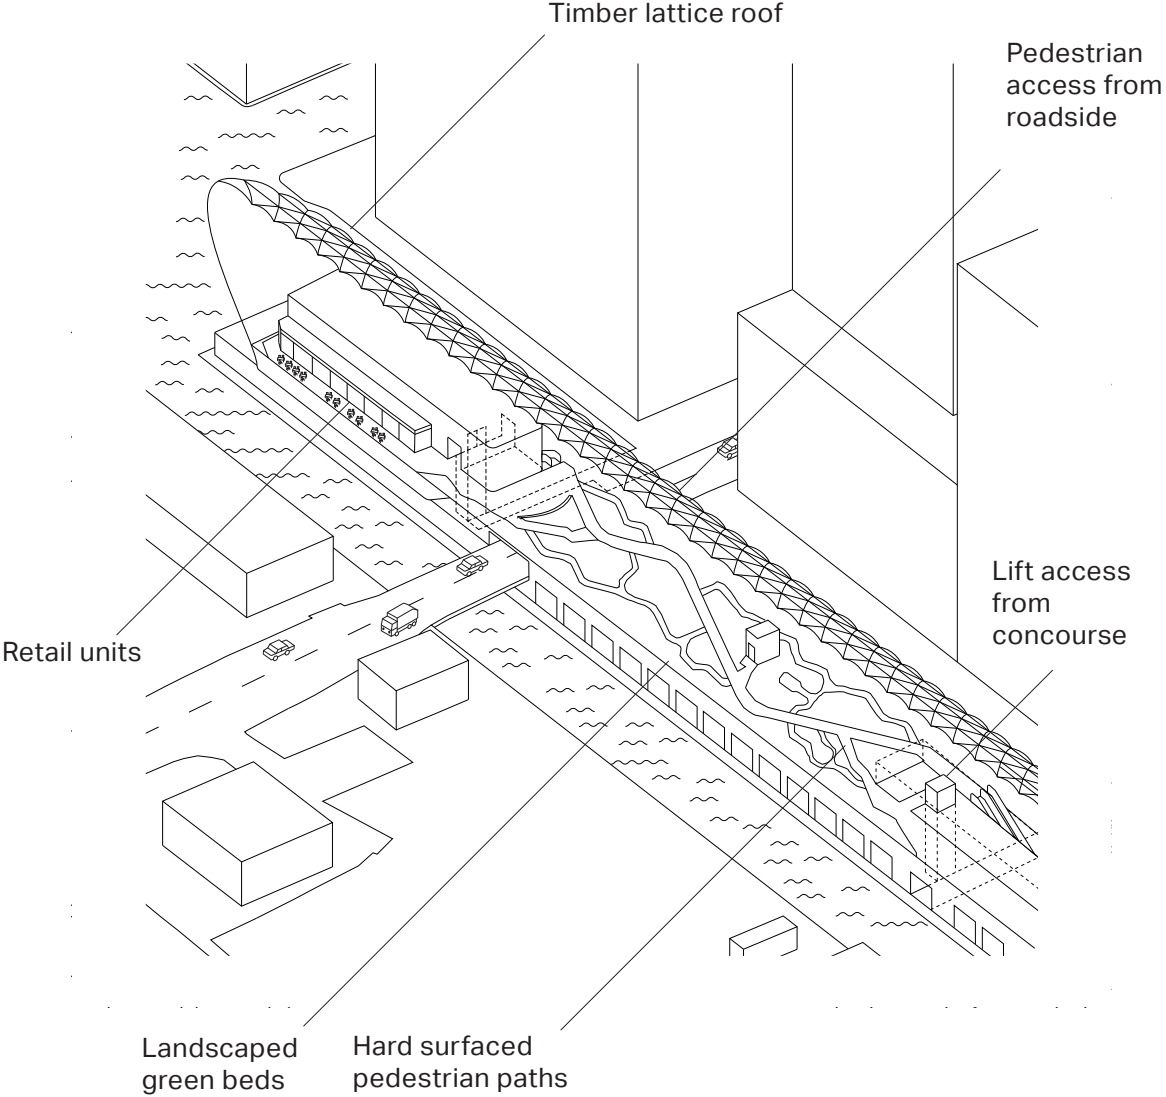 Timber lattice roof
Pedestrian
access from
roadside
Lift access
from
concourse
Retail units
Landscaped
green beds
Hard surfaced
pedestrian paths